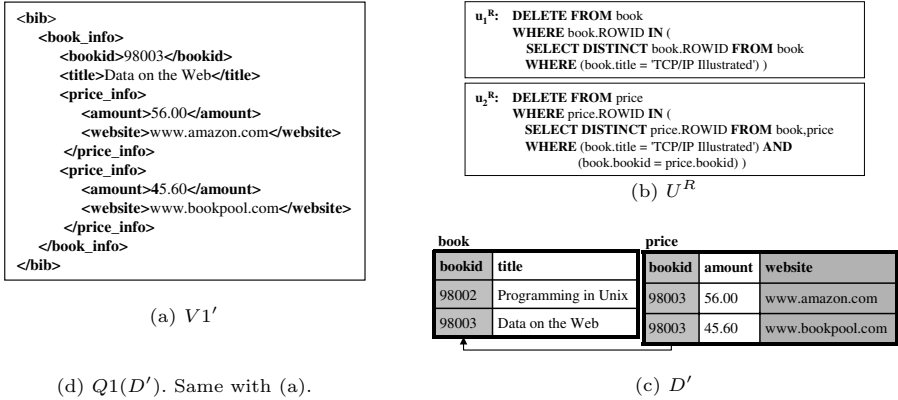 <bib>
<book_info>
<bookid>98003</bookid>
<title>Data on the Web</title>
<price_info>
<amount>56.00</amount>
<website>www.amazon.com</website>
</price_info>
<price_info>
<amount>45.60</amount>
<website>www.bookpool.com</website>
</price_info>
</book_info>
</bib>
(a) V1′
(d) Q1(D′). Same with (a).
u₁ᴿ: DELETE FROM book
WHERE book.ROWID IN (
SELECT DISTINCT book.ROWID FROM book
WHERE (book.title = 'TCP/IP Illustrated') )
u₂ᴿ: DELETE FROM price
WHERE price.ROWID IN (
SELECT DISTINCT price.ROWID FROM book,price
WHERE (book.title = 'TCP/IP Illustrated') AND
(book.bookid = price.bookid) )
(b) Uᴿ
book price
bookid title bookid amount website
98002 Programming in Unix 98003 56.00 www.amazon.com
98003 Data on the Web 98003 45.60 www.bookpool.com
(c) D′